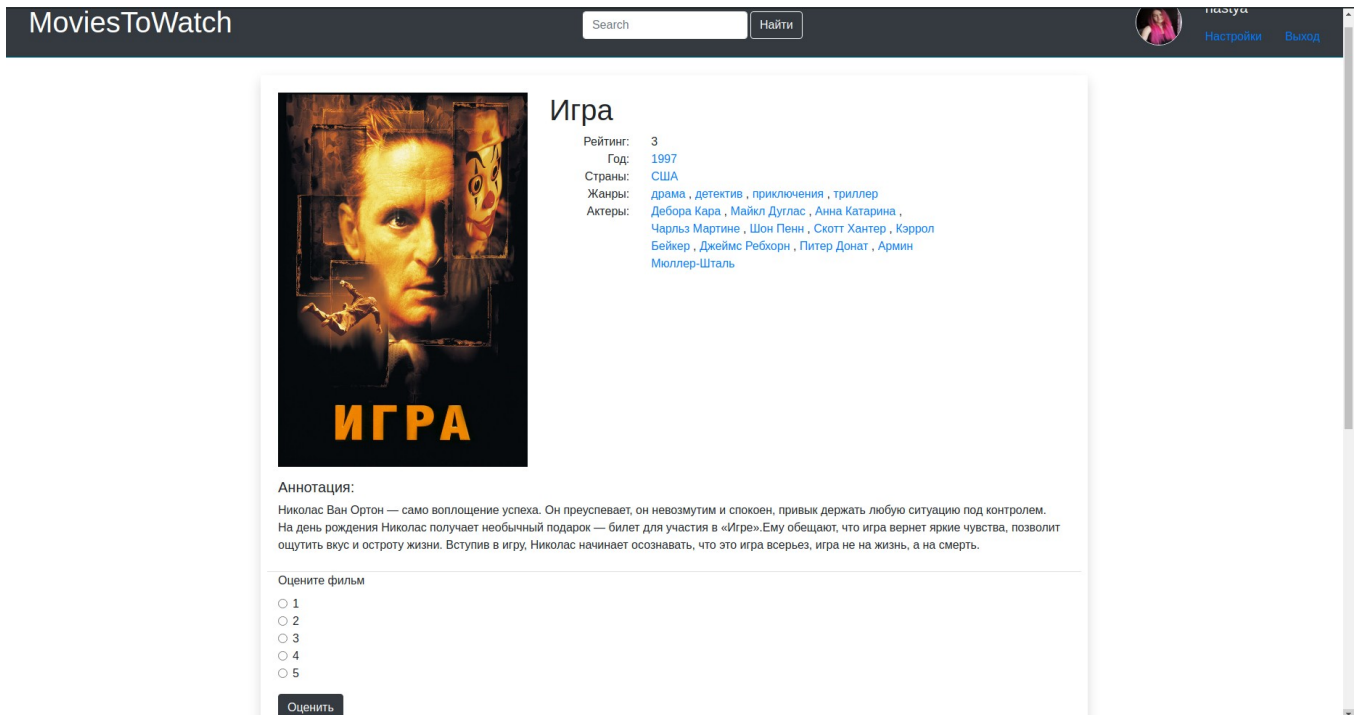 MoviesToWatch
Search
Найти
nastya
Настройки
Выход
Игра
Рейтинг: 3
Год: 1997
Страны: США
Жанры: драма , детектив , приключения , триллер
Актеры: Дебора Кара , Майкл Дуглас , Анна Катарина ,
Чарльз Мартине , Шон Пенн , Скотт Хантер , Кэррол
Бейкер , Джеймс Ребхорн , Питер Донат , Армин
Мюллер-Шталь
ИГРА
Аннотация:
Николас Ван Ортон — само воплощение успеха. Он преуспевает, он невозмутим и спокоен, привык держать любую ситуацию под контролем.
На день рождения Николас получает необычный подарок — билет для участия в «Игре».Ему обещают, что игра вернет яркие чувства, позволит
ощутить вкус и остроту жизни. Вступив в игру, Николас начинает осознавать, что это игра всерьез, игра не на жизнь, а на смерть.
Оцените фильм
1
2
3
4
5
Оценить